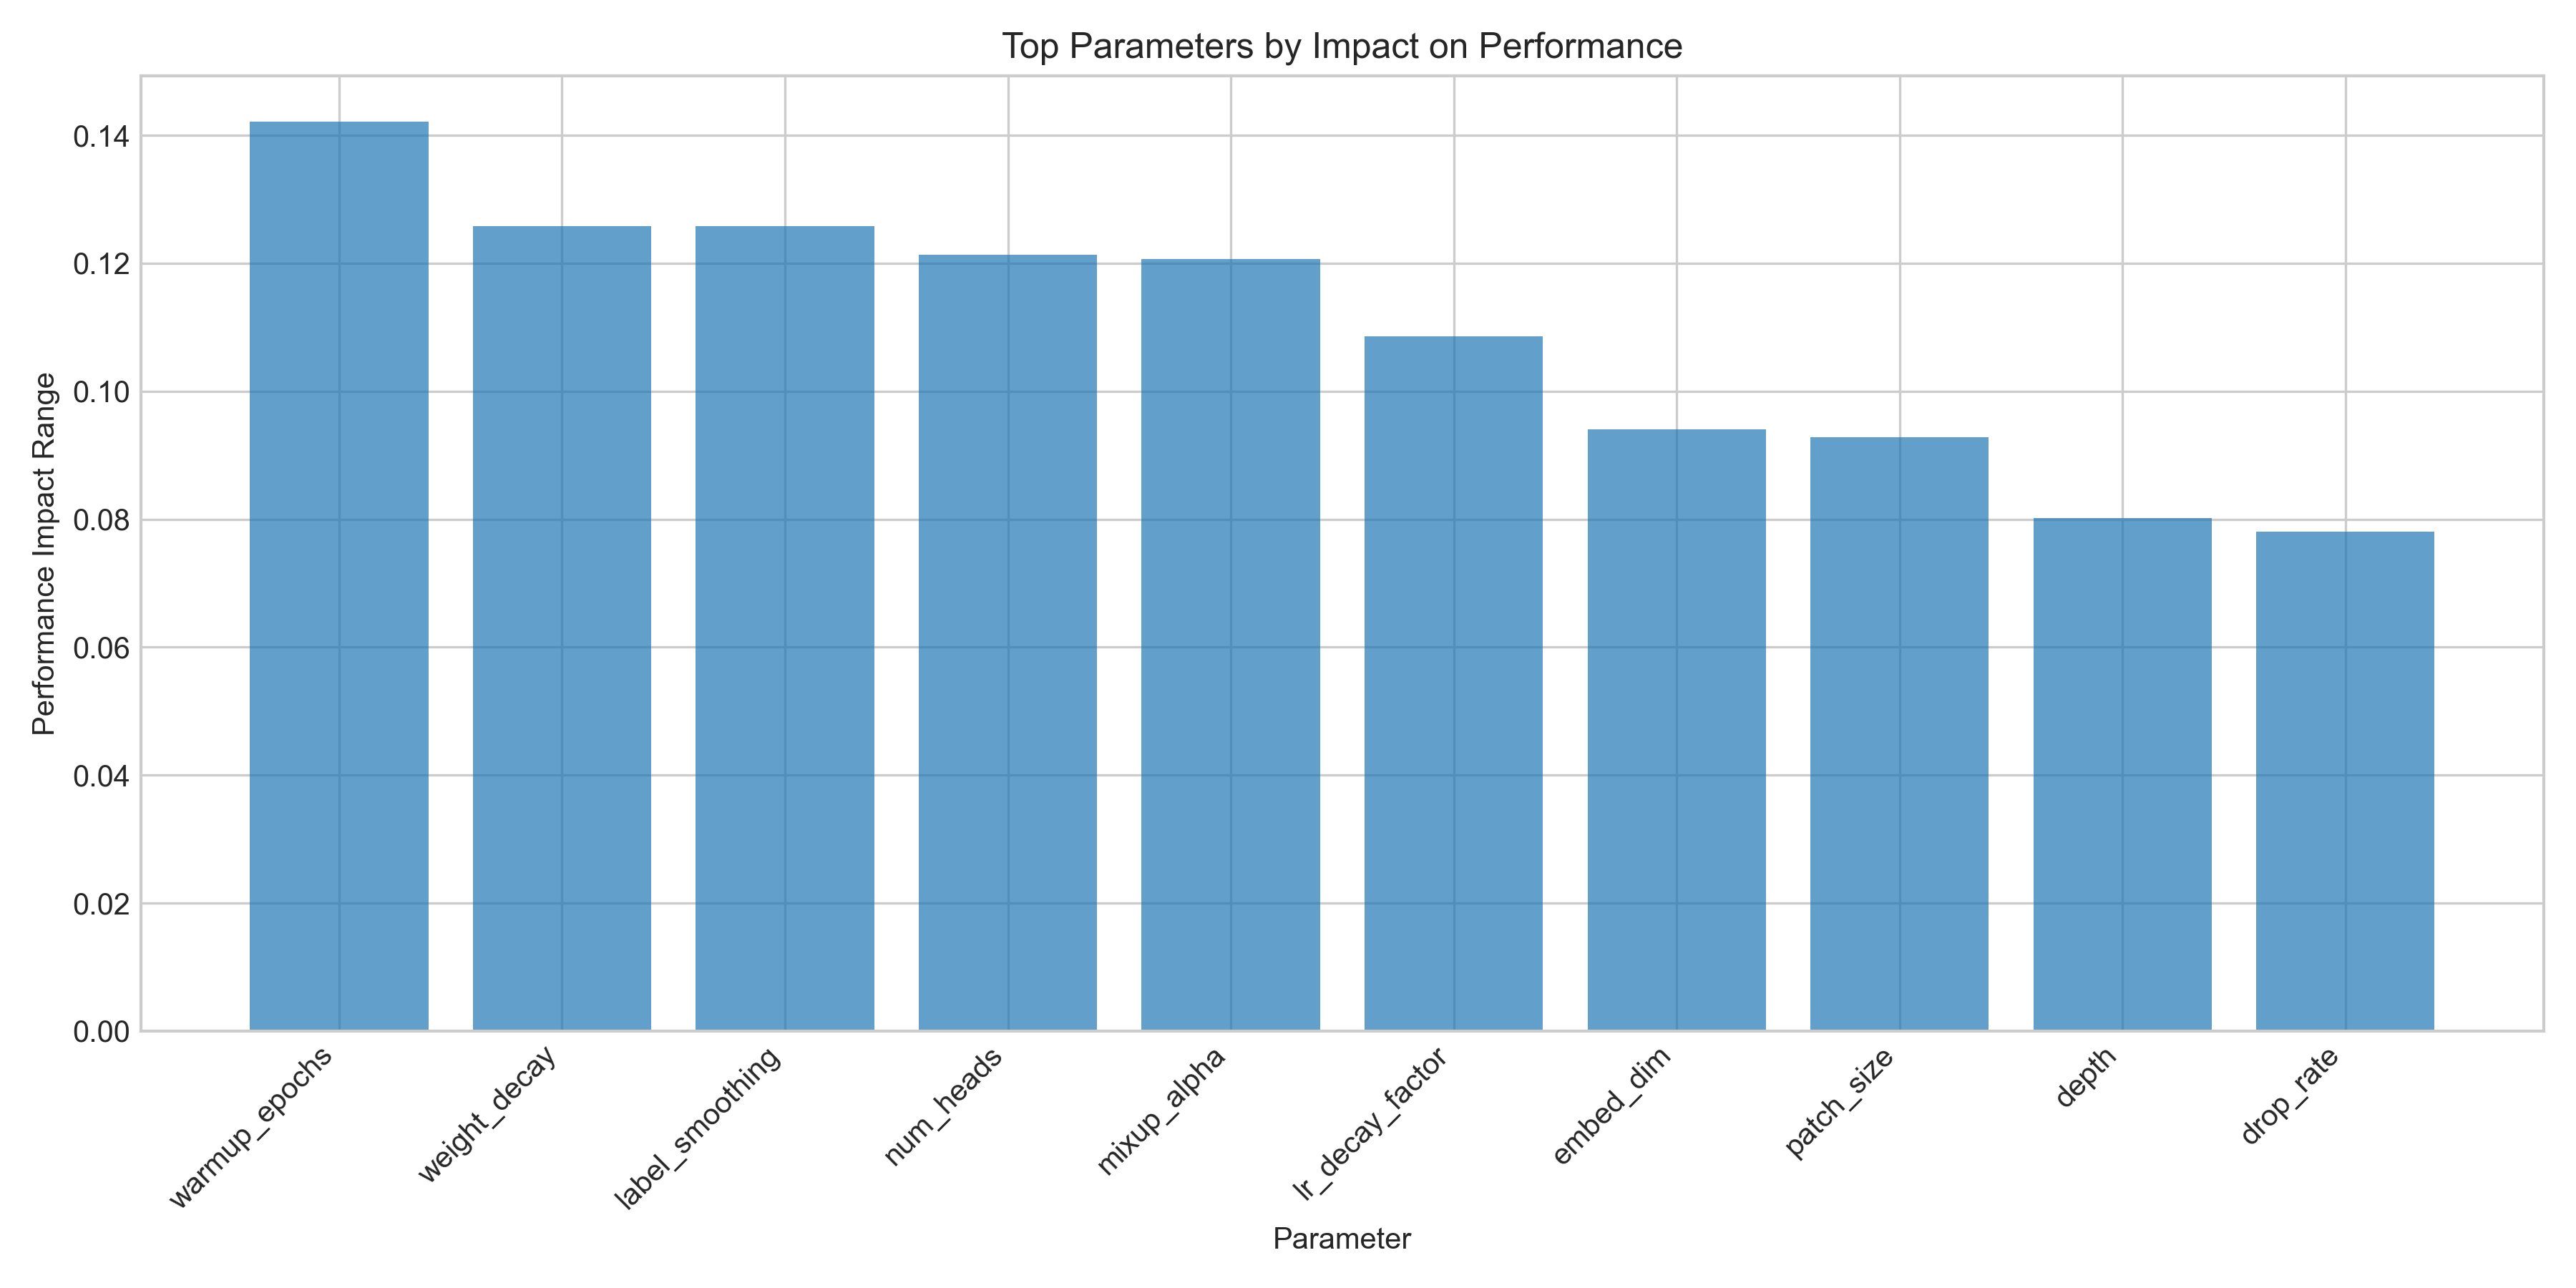 Top Parameters by Impact on Performance
Performance Impact Range
0.14
0.12
0.10
0.08
0.06
0.04
0.02
0.00
warmup_epochs
weight_decay
label_smoothing
num_heads
mixup_alpha
lr_decay_factor
embed_dim
patch_size
depth
drop_rate
Parameter